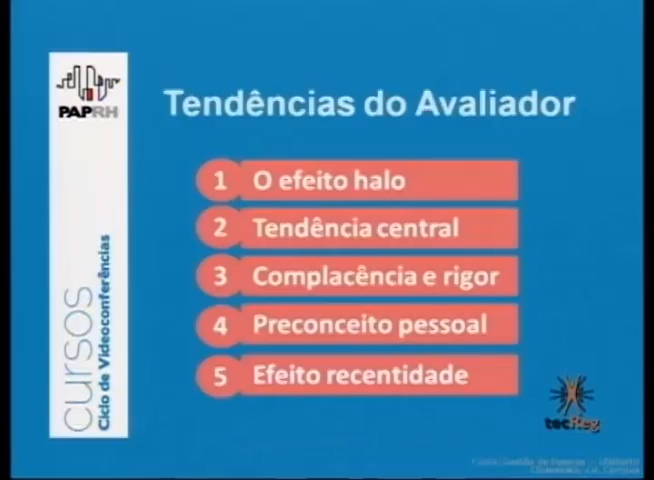 PAPRH
cursos
Ciclo de Videoconferências
Tendências do Avaliador
1 O efeito halo
2 Tendência central
3 Complacência e rigor
4 Preconceito pessoal
5 Efeito recentidade
tecReg